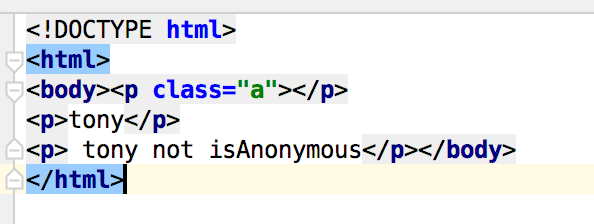 <!DOCTYPE html>
<html>
<body><p class="a"></p>
<p>tony</p>
<p> tony not isAnonymous</p></body>
</html>